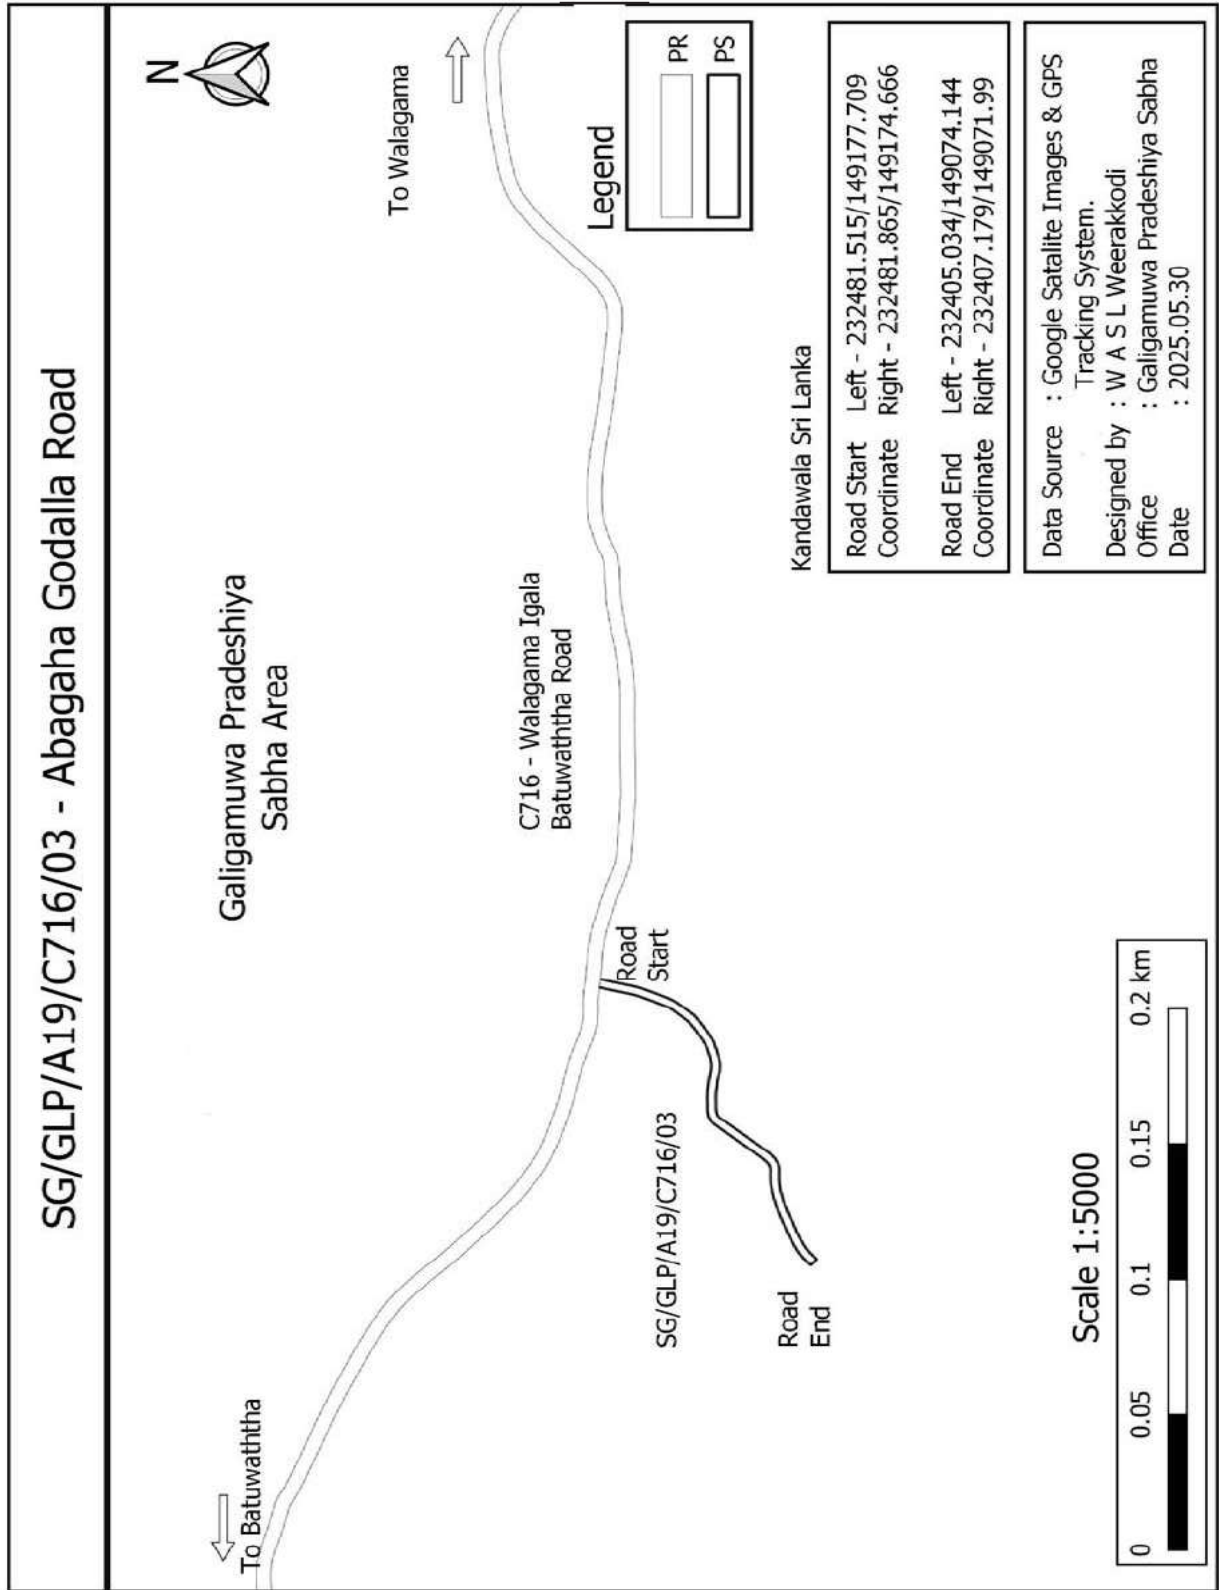 SG/GLP/A19/C716/03 - Abagaha Godalla Road
N
Galigamuwa Pradeshiya
Sabha Area
To Batuwaththa
To Walagama
C716 - Walagama Igala
Batuwaththa Road
Legend
PR
PS
Road
Start
SG/GLP/A19/C716/03
Road
End
Kandawala Sri Lanka
Road Start Left - 232481.515/149177.709
Coordinate Right - 232481.865/149174.666
Road End Left - 232405.034/149074.144
Coordinate Right - 232407.179/149071.99
Data Source : Google Satalite Images & GPS
Tracking System.
Designed by : W A S L Weerakkodi
Office : Galigamuwa Pradeshiya Sabha
Date : 2025.05.30
Scale 1:5000
0 0.05 0.1 0.15 0.2 km